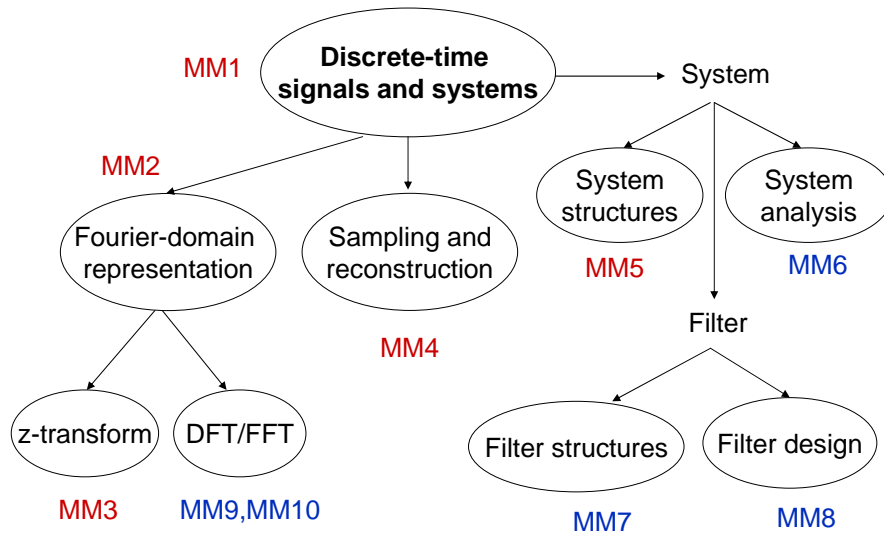 MM1
Discrete-time
signals and systems
System
MM2
System
structures
System
analysis
Fourier-domain
representation
Sampling and
reconstruction
MM5
MM6
MM4
Filter
z-transform
DFT/FFT
Filter structures
Filter design
MM3
MM9,MM10
MM7
MM8